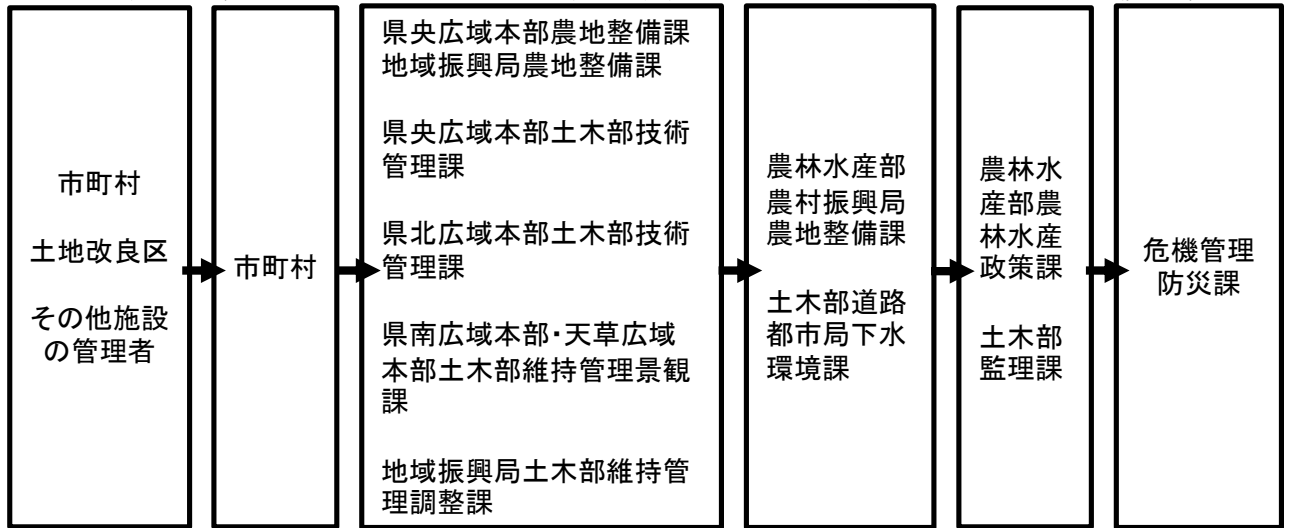 市町村
土地改良区
その他施設
の管理者
市町村
県央広域本部農地整備課
地域振興局農地整備課
県央広域本部土木部技術
管理課
県北広域本部土木部技術
管理課
県南広域本部・天草広域
本部土木部維持管理景観
課
地域振興局土木部維持管
理調整課
農林水産部
農村振興局
農地整備課
土木部道路
都市局下水
環境課
農林水
産部農
林水産
政策課
土木部
監理課
危機管理
防災課